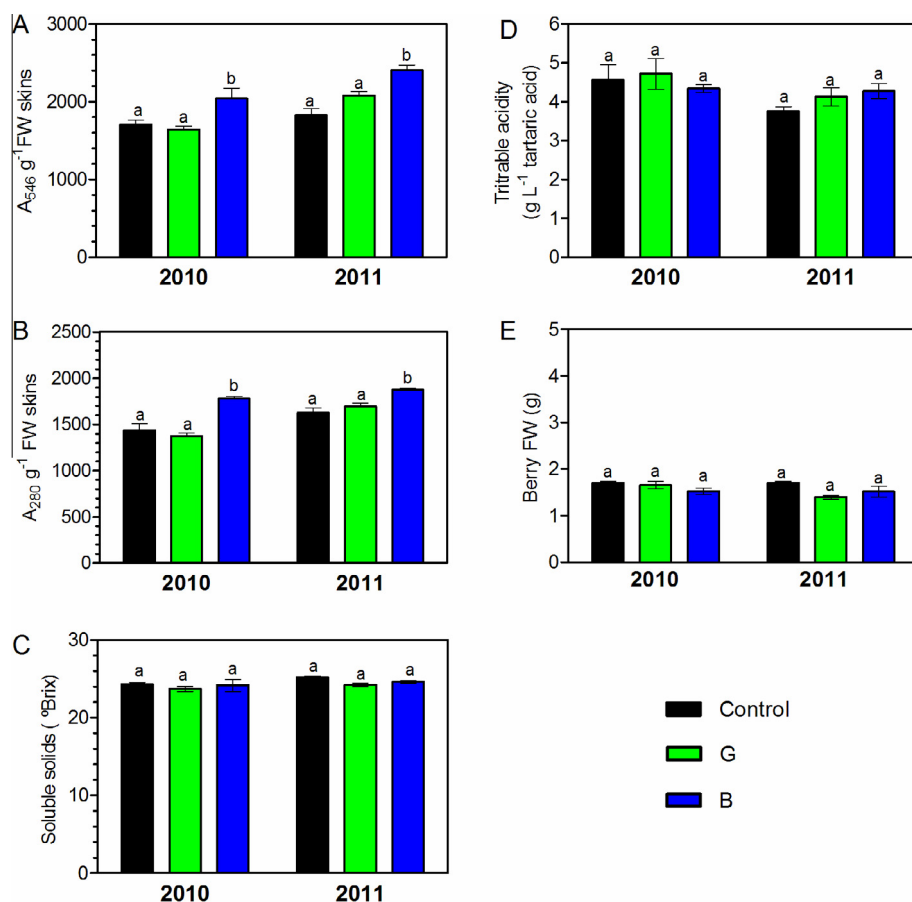 A
A546 g-1 FW skins
3000
2000
1000
0
a
a
b
a
a
b
2010
2011
B
A280 g-1 FW skins
2500
2000
1500
1000
500
0
a
a
b
a
a
b
2010
2011
C
Soluble solids ( ºBrix)
30
20
10
0
a
a
a
a
a
a
2010
2011
D
Tritrable acidity
(g L-1 tartaric acid)
6
5
4
3
2
1
0
a
a
a
a
a
a
2010
2011
E
Berry FW (g)
5
4
3
2
1
0
a
a
a
a
a
a
2010
2011
Control
G
B